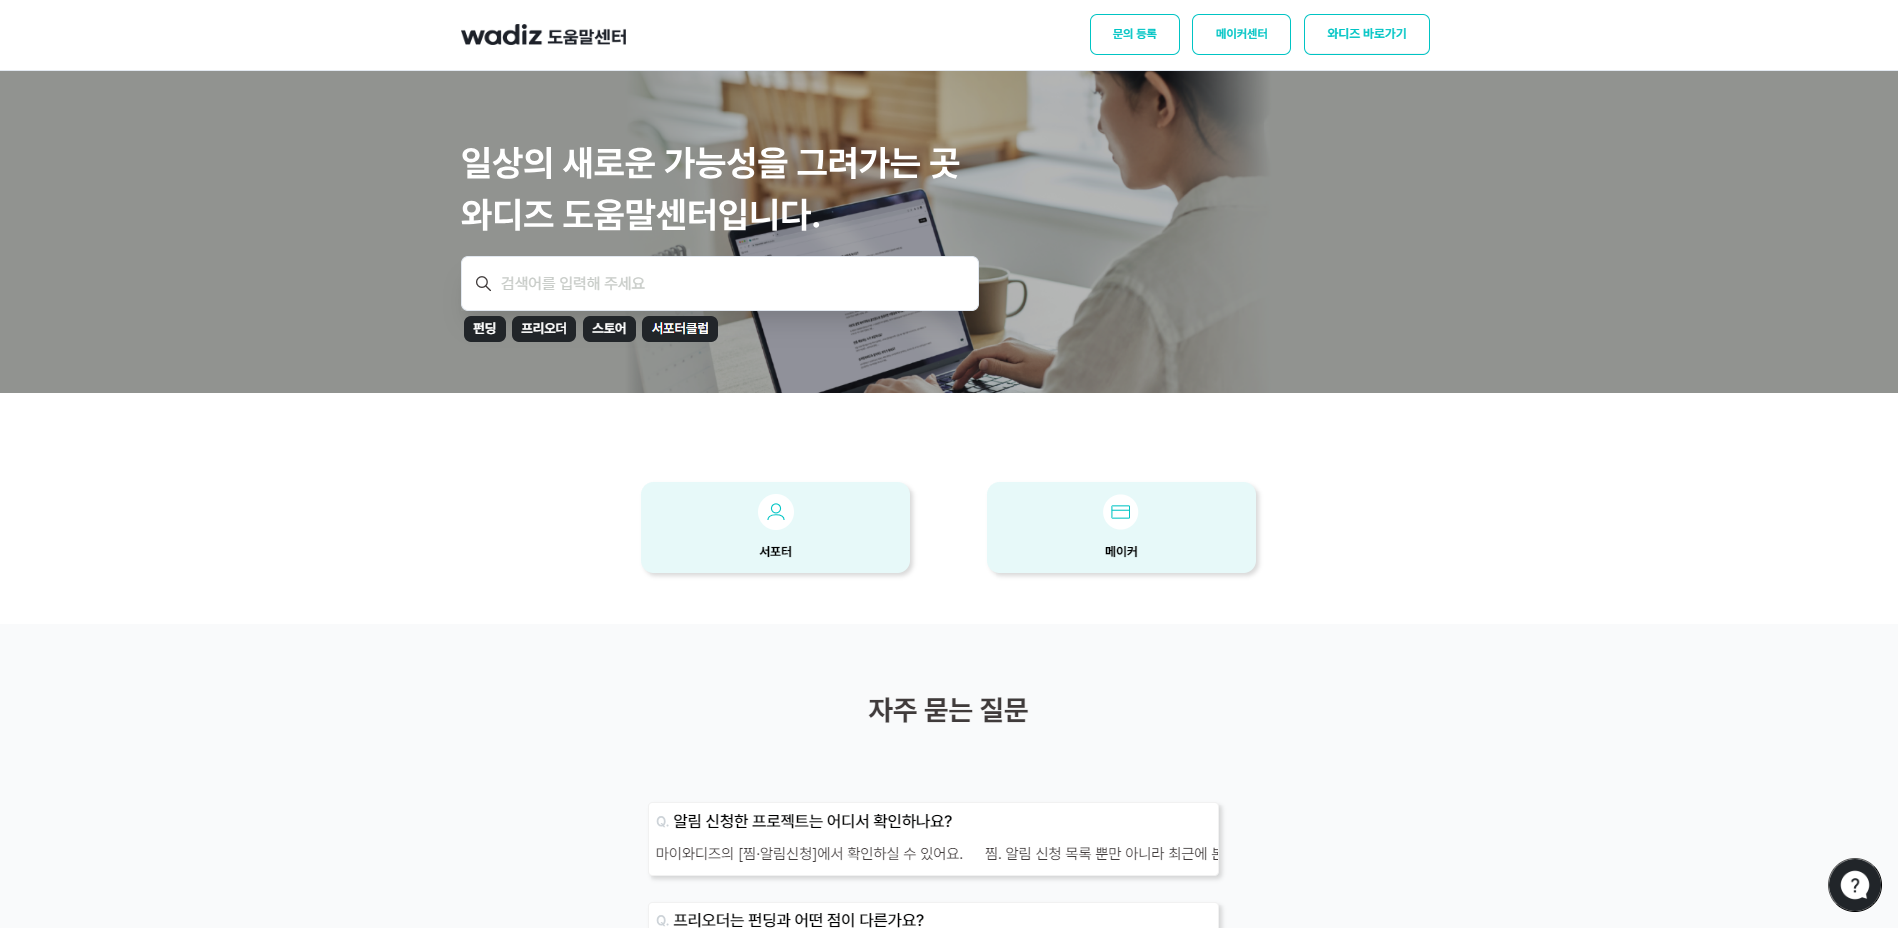 wadiz 도움말센터
문의 등록
메이커센터
와디즈 바로가기
일상의 새로운 가능성을 그려가는 곳
와디즈 도움말센터입니다.
검색어를 입력해 주세요
펀딩
프리오더
스토어
서포터클럽
서포터
메이커
자주 묻는 질문
Q. 알림 신청한 프로젝트는 어디서 확인하나요?
마이와디즈의 [찜·알림신청]에서 확인하실 수 있어요. 찜. 알림 신청 목록 뿐만 아니라 최근에
Q. 프리오더는 펀딩과 어떤 점이 다른가요?